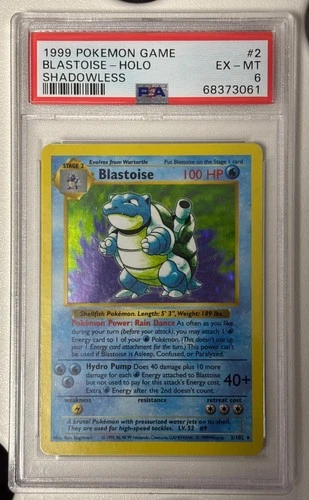 1999 POKEMON GAME #2
BLASTOISE - HOLO EX - MT
SHADOWLESS 6
PSA 68373061
STAGE 2 Evolves from Wartortle Put Blastoise on the Stage 1 card
Blastoise 100 HP
Shellfish Pokémon. Length: 5' 3", Weight: 189 lbs.
Pokémon Power: Rain Dance As often as you like
during your turn (before your attack), you may attach 1
Energy card to 1 of your Pokémon. (This doesn't use up
your 1 Energy card attachment for the turn.) This power can't
be used if Blastoise is Asleep, Confused, or Paralyzed.
Hydro Pump Does 40 damage plus 10 more
damage for each Energy attached to Blastoise
but not used to pay for this attack's Energy cost. 40+
Extra Energy after the 2nd doesn't count.
weakness resistance retreat cost
A brutal Pokémon with pressurized water jets on its shell.
They are used for high-speed tackles. LV. 52 #9
2/102